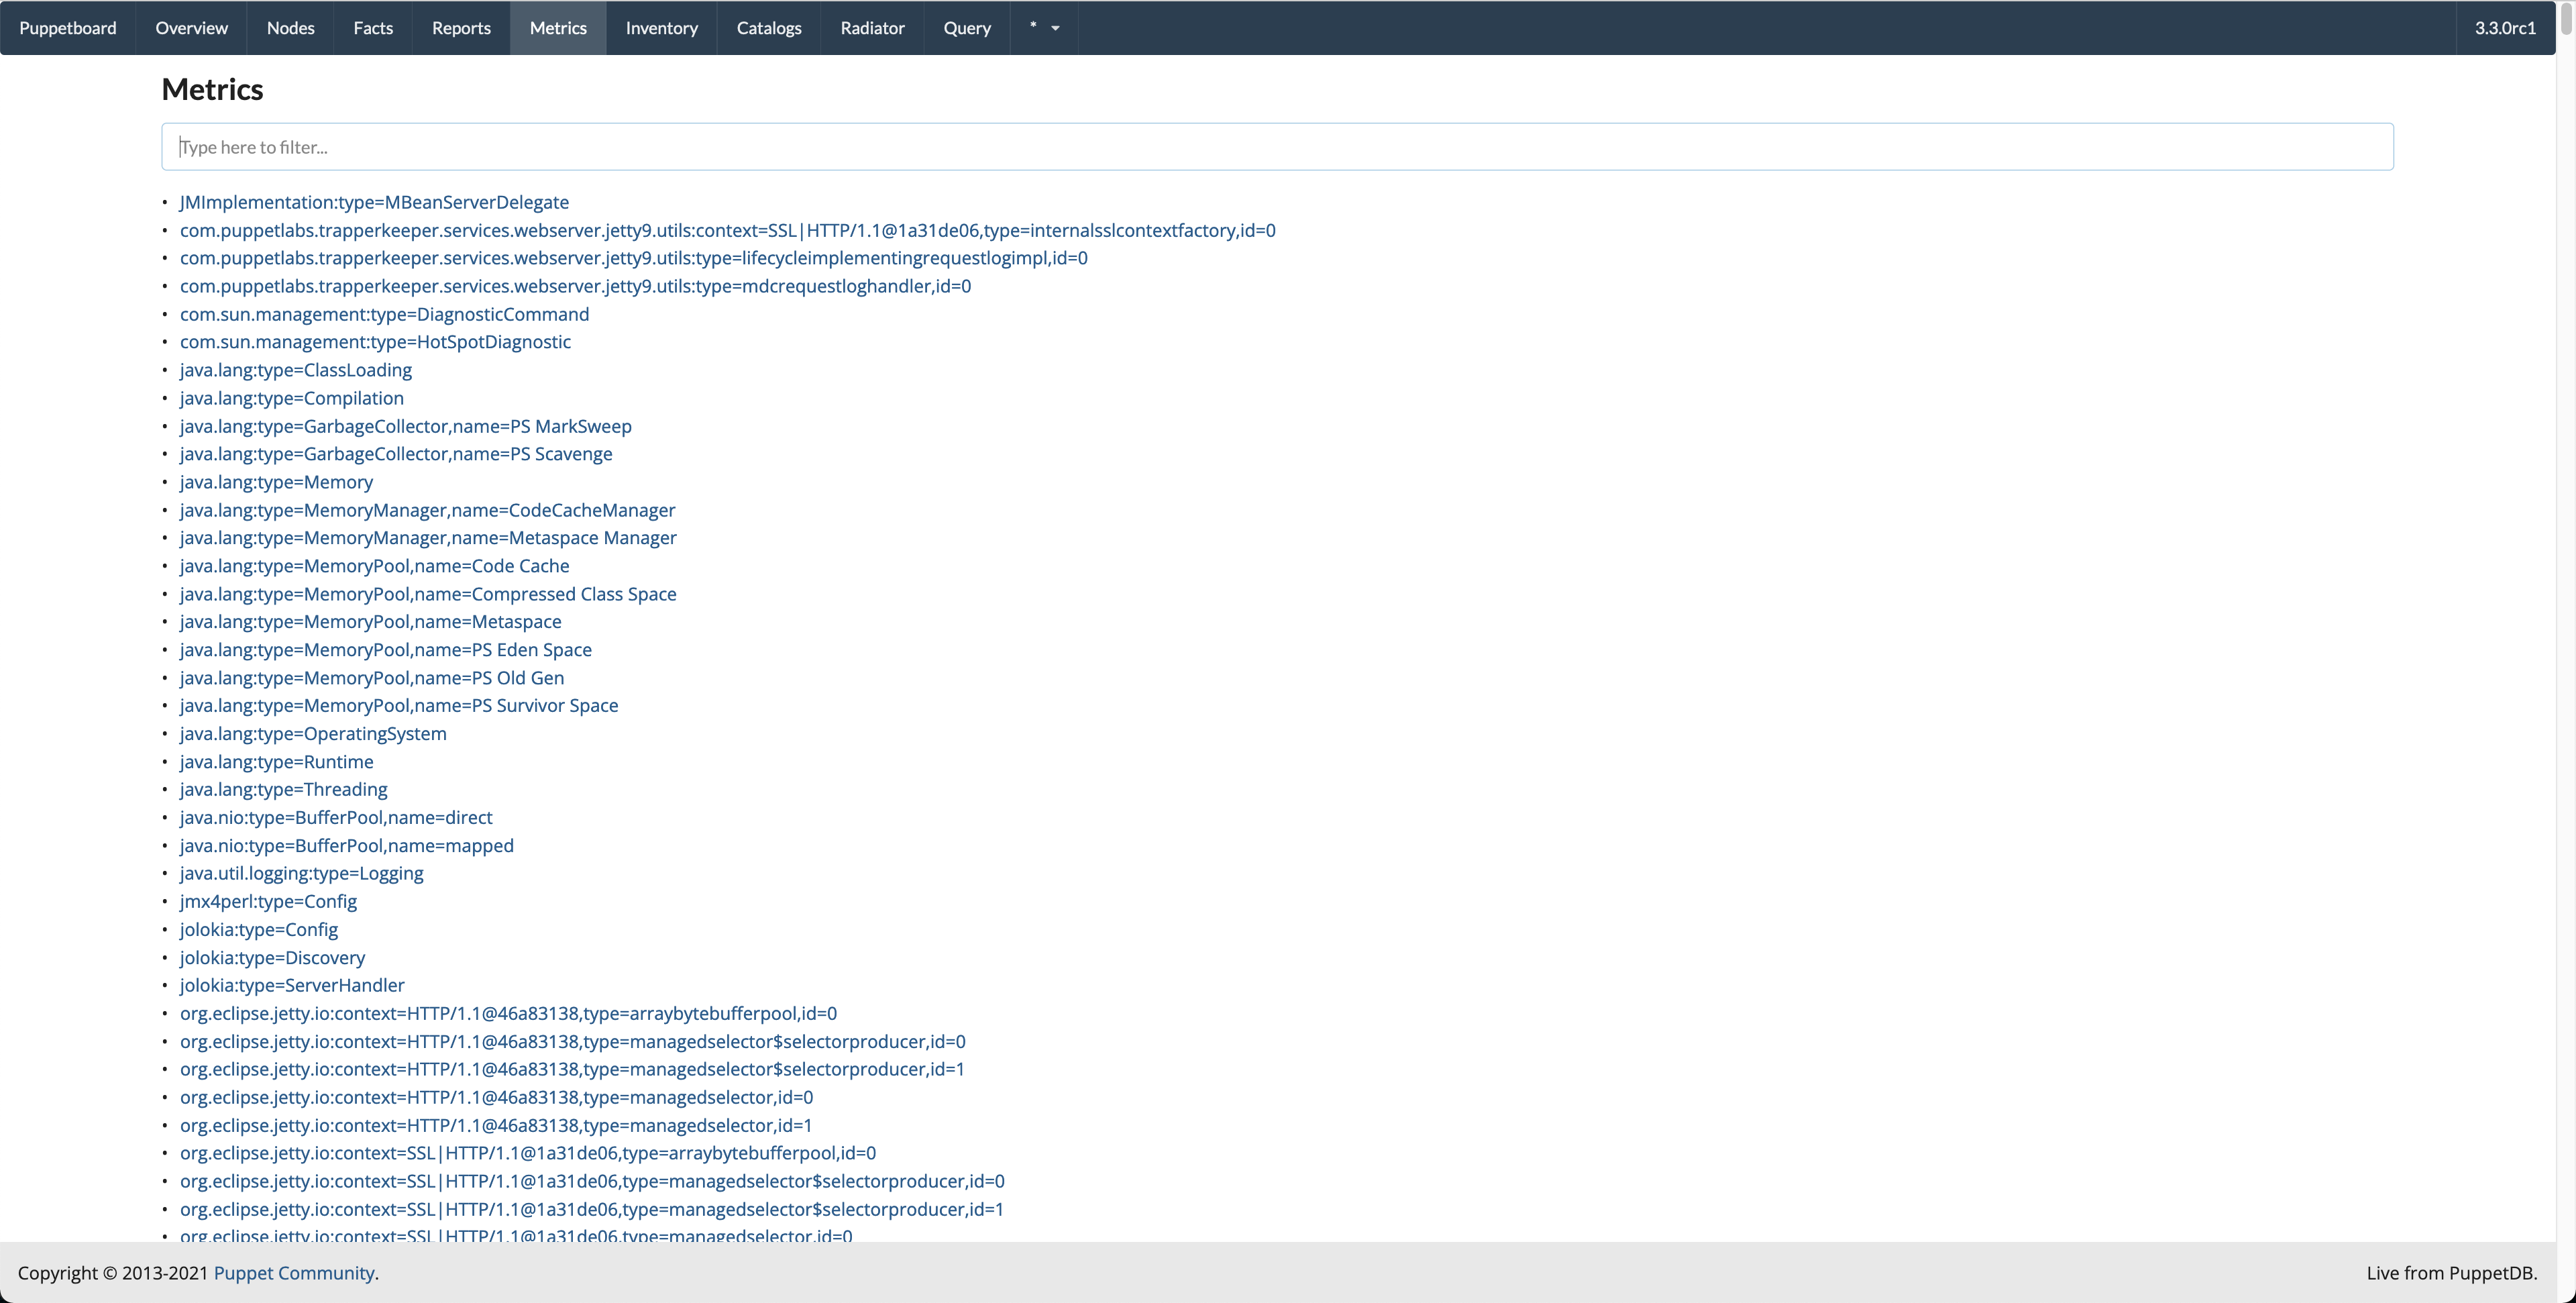 Puppetboard Overview Nodes Facts Reports Metrics Inventory Catalogs Radiator Query * 3.3.0rc1
Metrics
Type here to filter...
• JMImplementation:type=MBeanServerDelegate
• com.puppetlabs.trapperkeeper.services.webserver.jetty9.utils:context=SSL|HTTP/1.1@1a31de06,type=internalsslcontextfactory,id=0
• com.puppetlabs.trapperkeeper.services.webserver.jetty9.utils:type=lifecycleimplementingrequestlogimpl,id=0
• com.puppetlabs.trapperkeeper.services.webserver.jetty9.utils:type=mdcrequestloghandler,id=0
• com.sun.management:type=DiagnosticCommand
• com.sun.management:type=HotSpotDiagnostic
• java.lang:type=ClassLoading
• java.lang:type=Compilation
• java.lang:type=GarbageCollector,name=PS MarkSweep
• java.lang:type=GarbageCollector,name=PS Scavenge
• java.lang:type=Memory
• java.lang:type=MemoryManager,name=CodeCacheManager
• java.lang:type=MemoryManager,name=Metaspace Manager
• java.lang:type=MemoryPool,name=Code Cache
• java.lang:type=MemoryPool,name=Compressed Class Space
• java.lang:type=MemoryPool,name=Metaspace
• java.lang:type=MemoryPool,name=PS Eden Space
• java.lang:type=MemoryPool,name=PS Old Gen
• java.lang:type=MemoryPool,name=PS Survivor Space
• java.lang:type=OperatingSystem
• java.lang:type=Runtime
• java.lang:type=Threading
• java.nio:type=BufferPool,name=direct
• java.nio:type=BufferPool,name=mapped
• java.util.logging:type=Logging
• jmx4perl:type=Config
• jolokia:type=Config
• jolokia:type=Discovery
• jolokia:type=ServerHandler
• org.eclipse.jetty.io:context=HTTP/1.1@46a83138,type=arraybytebufferpool,id=0
• org.eclipse.jetty.io:context=HTTP/1.1@46a83138,type=managedselector$selectorproducer,id=0
• org.eclipse.jetty.io:context=HTTP/1.1@46a83138,type=managedselector$selectorproducer,id=1
• org.eclipse.jetty.io:context=HTTP/1.1@46a83138,type=managedselector,id=0
• org.eclipse.jetty.io:context=HTTP/1.1@46a83138,type=managedselector,id=1
• org.eclipse.jetty.io:context=SSL|HTTP/1.1@1a31de06,type=arraybytebufferpool,id=0
• org.eclipse.jetty.io:context=SSL|HTTP/1.1@1a31de06,type=managedselector$selectorproducer,id=0
• org.eclipse.jetty.io:context=SSL|HTTP/1.1@1a31de06,type=managedselector$selectorproducer,id=1
• org.eclipse.jetty.io:context=SSL|HTTP/1.1@1a31de06,type=managedselector,id=0
Copyright © 2013-2021 Puppet Community. Live from PuppetDB.